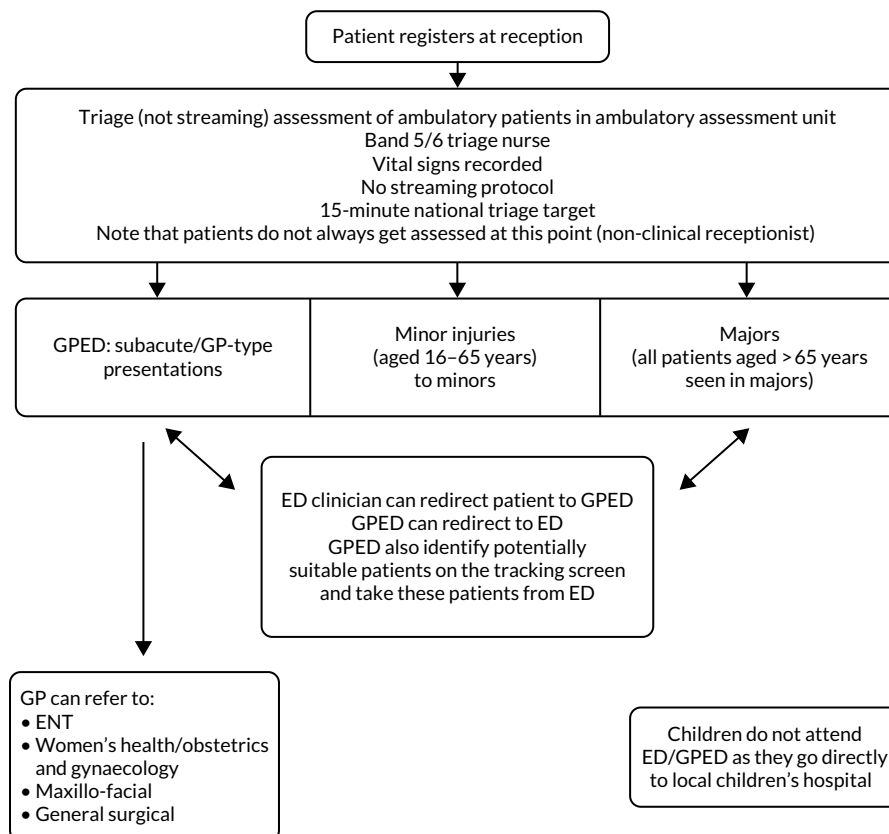 Patient registers at reception
Triage (not streaming) assessment of ambulatory patients in ambulatory assessment unit
Band 5/6 triage nurse
Vital signs recorded
No streaming protocol
15-minute national triage target
Note that patients do not always get assessed at this point (non-clinical receptionist)
GPED: subacute/GP-type
presentations
Minor injuries
(aged 16–65 years)
to minors
Majors
(all patients aged >65 years
seen in majors)
ED clinician can redirect patient to GPED
GPED can redirect to ED
GPED also identify potentially
suitable patients on the tracking screen
and take these patients from ED
GP can refer to:
• ENT
• Women’s health/obstetrics
and gynaecology
• Maxillo-facial
• General surgical
Children do not attend
ED/GPED as they go directly
to local children’s hospital